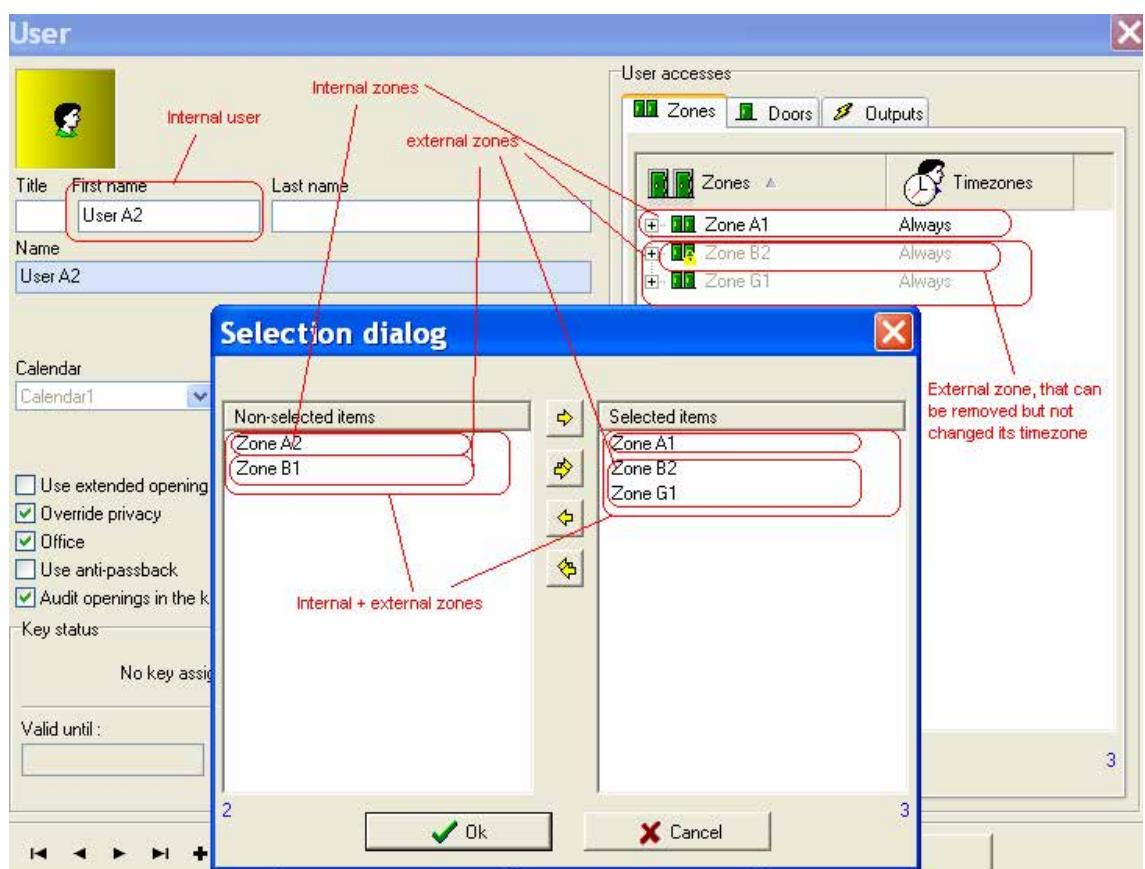 User
Internal user
Internal zones
external zones
Title
First name
Last name
User A2
Name
User A2
Calendar
Calendar1
Use extended opening
Override privacy
Office
Use anti-passback
Audit openings in the k
Key status
No key assig
Valid until :
User accesses
Zones
Doors
Outputs
Zones
Timezones
Zone A1
Always
Zone B2
Always
Zone G1
Always
External zone, that can
be removed but not
changed its timezone
3
Selection dialog
Non-selected items
Zone A2
Zone B1
2
Selected items
Zone A1
Zone B2
Zone G1
3
Internal + external zones
Ok
Cancel